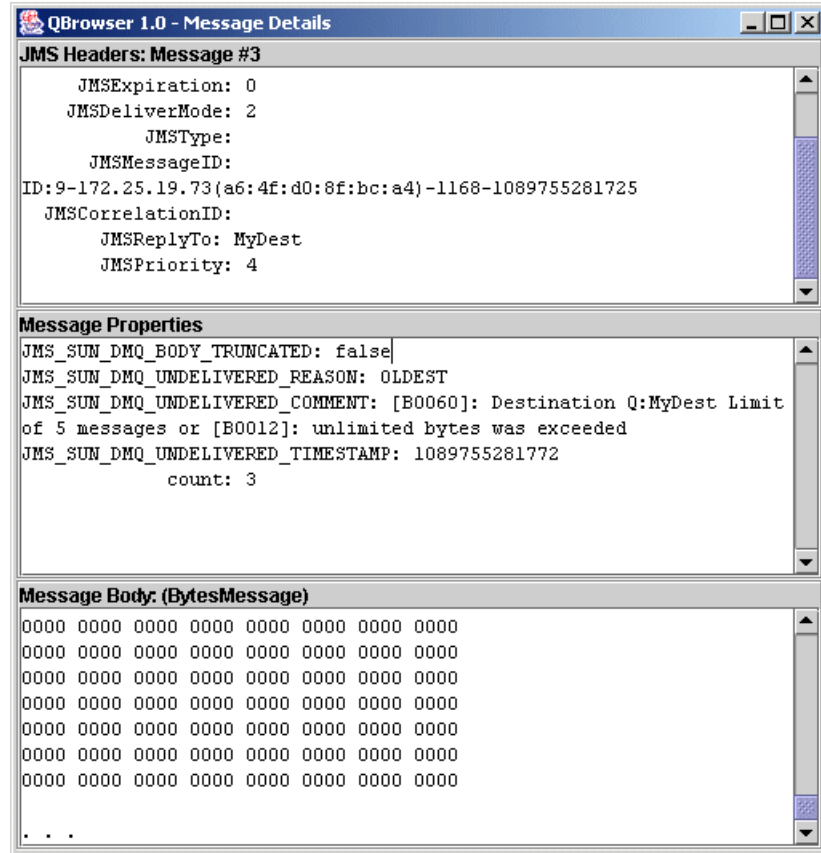 QBrowser 1.0 - Message Details
JMS Headers: Message #3
JMSExpiration: 0
JMSDeliverMode: 2
JMSType:
JMSMessageID:
ID:9-172.25.19.73(a6:4f:d0:8f:bc:a4)-1168-1089755281725
JMSCorrelationID:
JMSReplyTo: MyDest
JMSPriority: 4
Message Properties
JMS_SUN_DMQ_BODY_TRUNCATED: false
JMS_SUN_DMQ_UNDELIVERED_REASON: OLDEST
JMS_SUN_DMQ_UNDELIVERED_COMMENT: [B0060]: Destination Q:MyDest Limit
of 5 messages or [B0012]: unlimited bytes was exceeded
JMS_SUN_DMQ_UNDELIVERED_TIMESTAMP: 1089755281772
count: 3
Message Body: (BytesMessage)
0000 0000 0000 0000 0000 0000 0000 0000
0000 0000 0000 0000 0000 0000 0000 0000
0000 0000 0000 0000 0000 0000 0000 0000
0000 0000 0000 0000 0000 0000 0000 0000
0000 0000 0000 0000 0000 0000 0000 0000
0000 0000 0000 0000 0000 0000 0000 0000
0000 0000 0000 0000 0000 0000 0000 0000
. . .